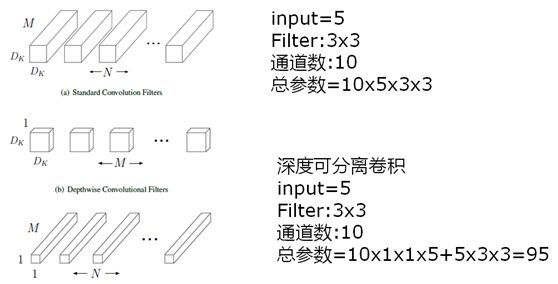 M
D_K
D_K
N
...
(a) Standard Convolution Filters
1
D_K
D_K
M
...
(b) Depthwise Convolutional Filters
M
1
1
N
...
input=5
Filter:3x3
通道数:10
总参数=10x5x3x3
深度可分离卷积
input=5
Filter:3x3
通道数:10
总参数=10x1x1x5+5x3x3=95